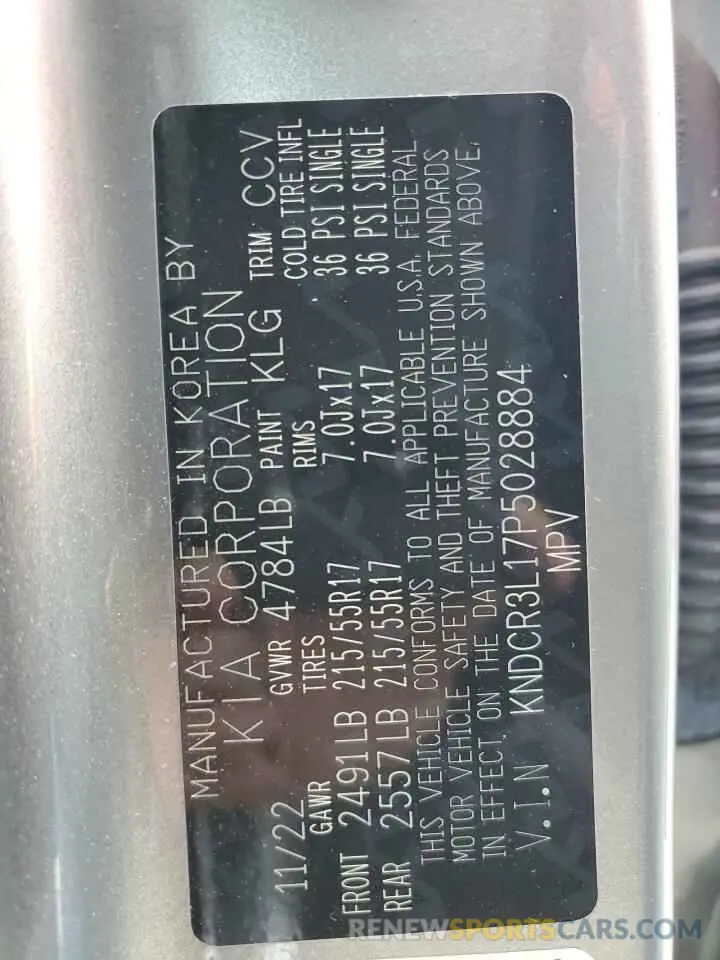 MANUFACTURED IN KOREA BY
KIA CORPORATION
11/22 GVWR 4784LB PAINT KLG TRIM CCV
GAWR TIRES RIMS COLD TIRE INFL
FRONT 2491LB 215/55R17 7.0Jx17 36 PSI SINGLE
REAR 2557LB 215/55R17 7.0Jx17 36 PSI SINGLE
THIS VEHICLE CONFORMS TO ALL APPLICABLE U.S.A. FEDERAL
MOTOR VEHICLE SAFETY AND THEFT PREVENTION STANDARDS
IN EFFECT ON THE DATE OF MANUFACTURE SHOWN ABOVE.
V.I.N KNDCR3L17P5028884
MPV
RENEWSPORTSCARS.COM